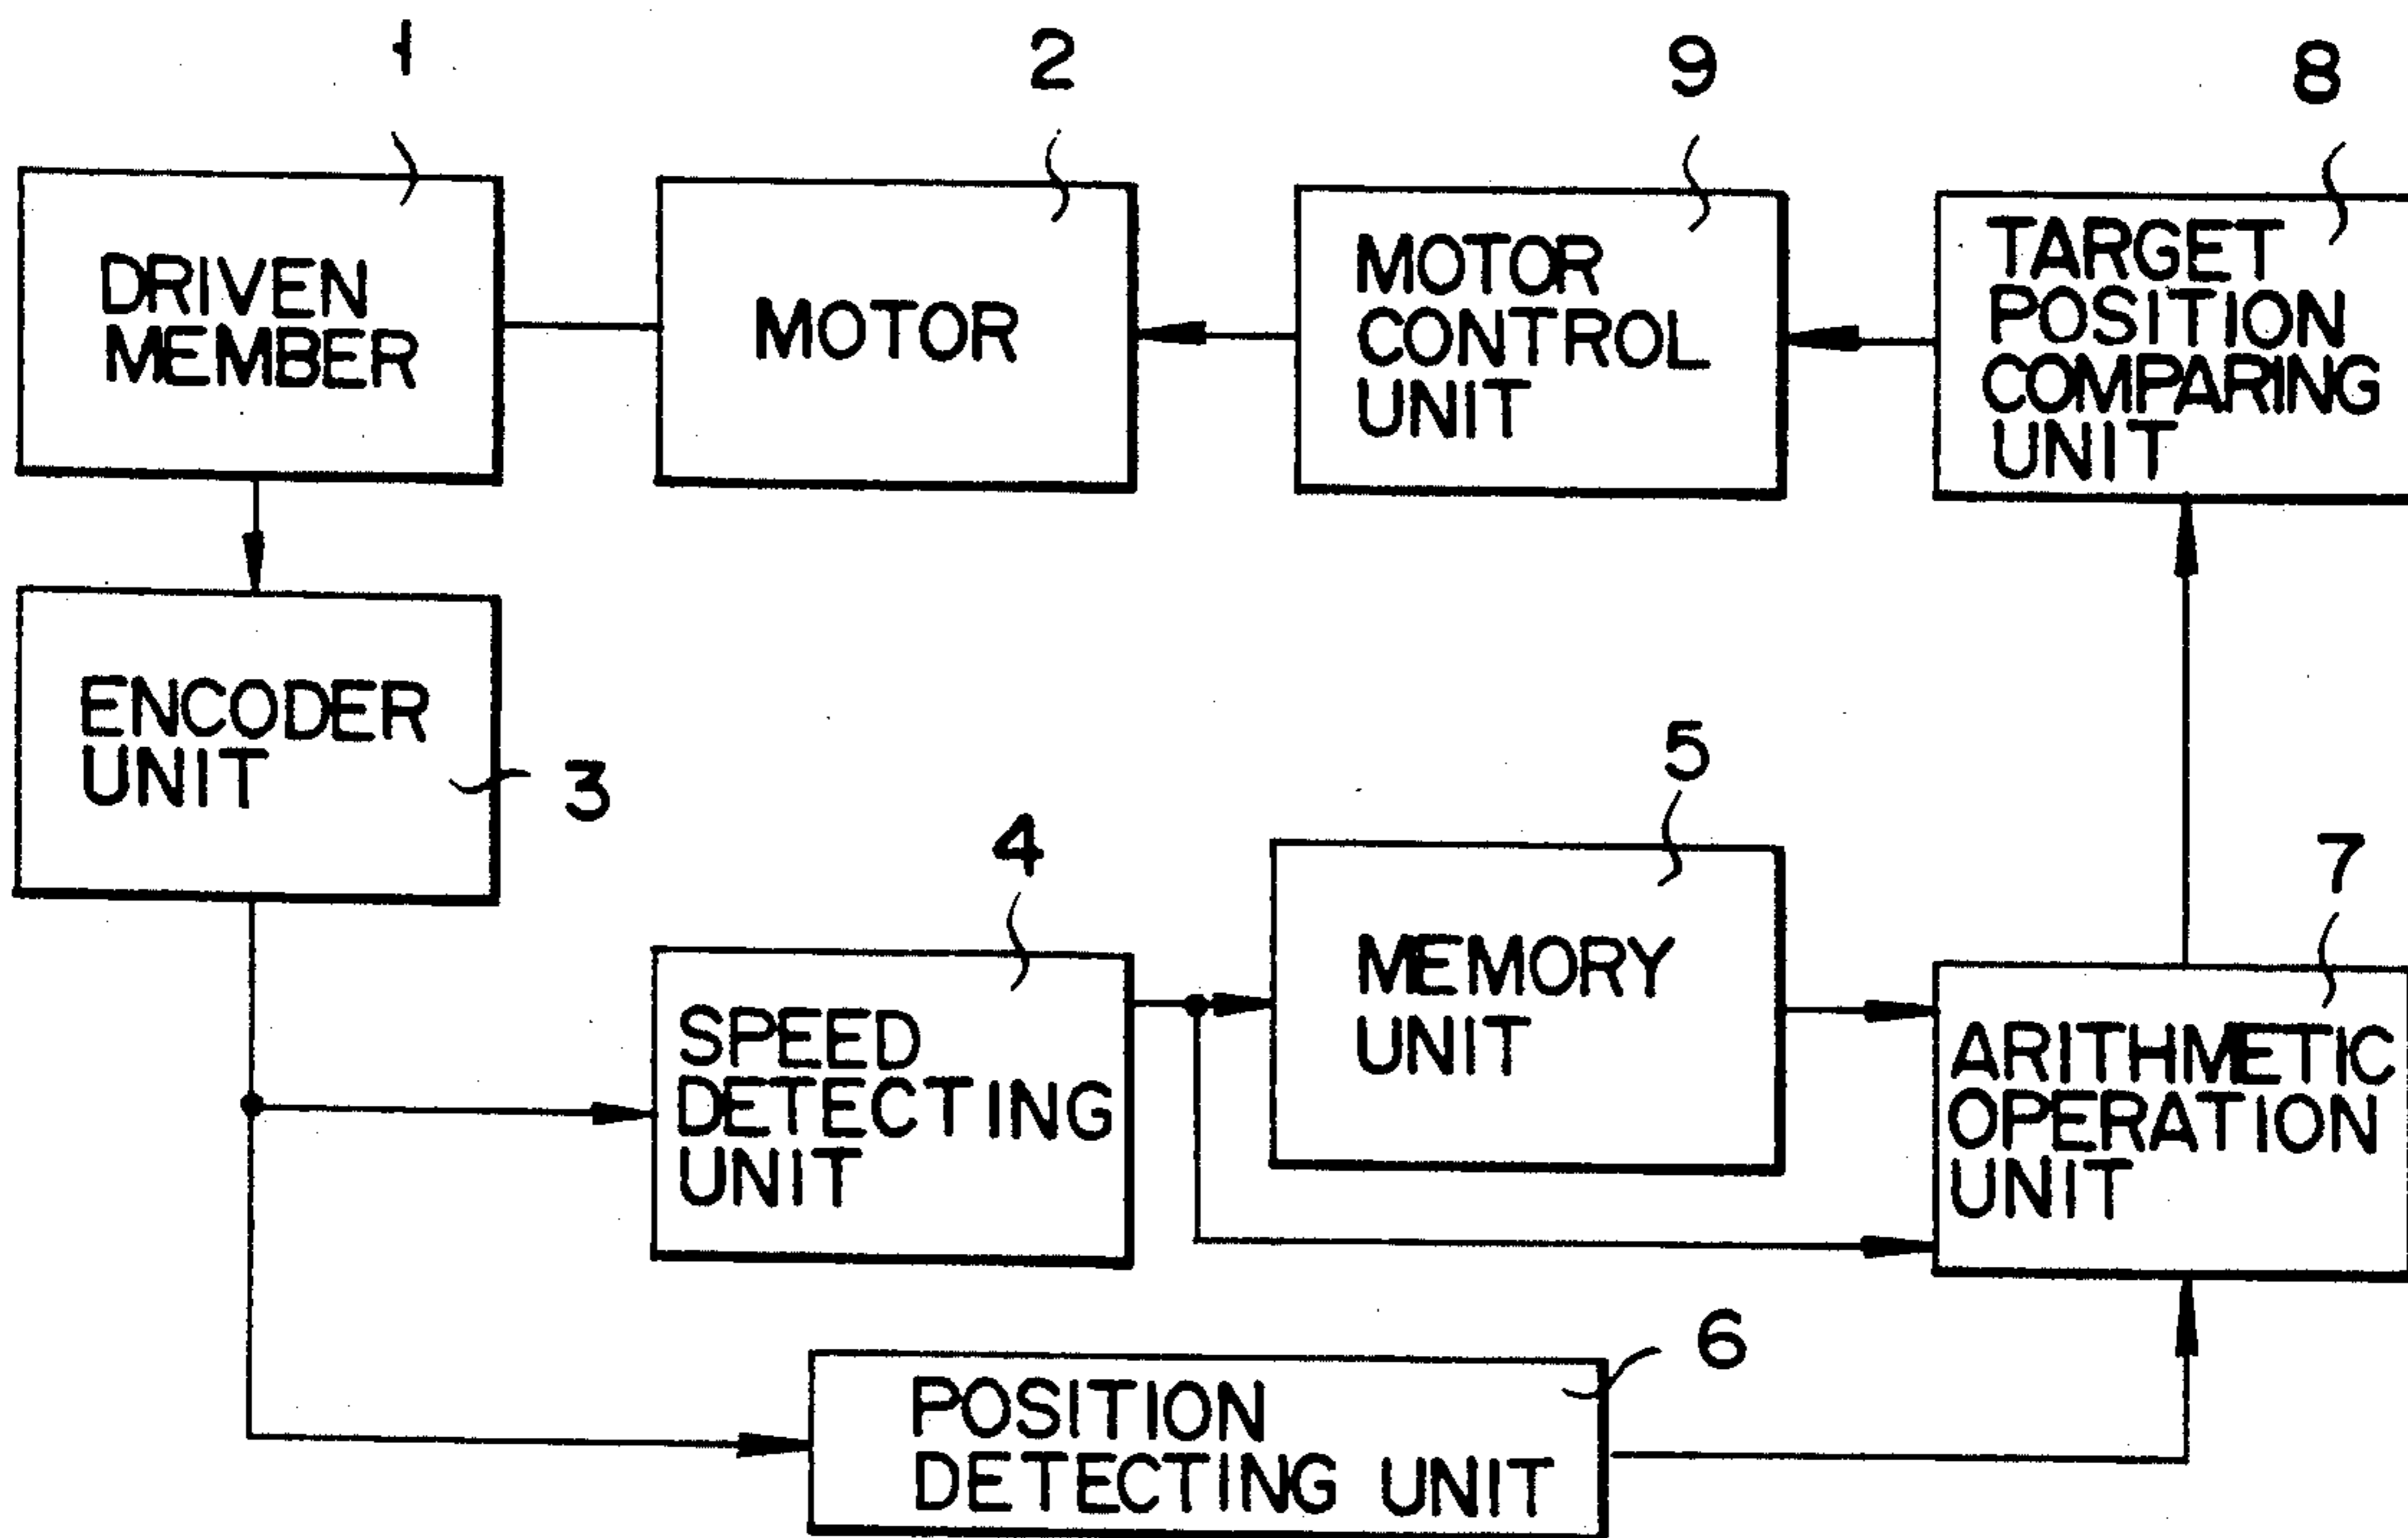 1
2
9
8
DRIVEN
MEMBER
MOTOR
MOTOR
CONTROL
UNIT
TARGET
POSITION
COMPARING
UNIT
ENCODER
UNIT
3
4
5
7
SPEED
DETECTING
UNIT
MEMORY
UNIT
ARITHMETIC
OPERATION
UNIT
6
POSITION
DETECTING UNIT